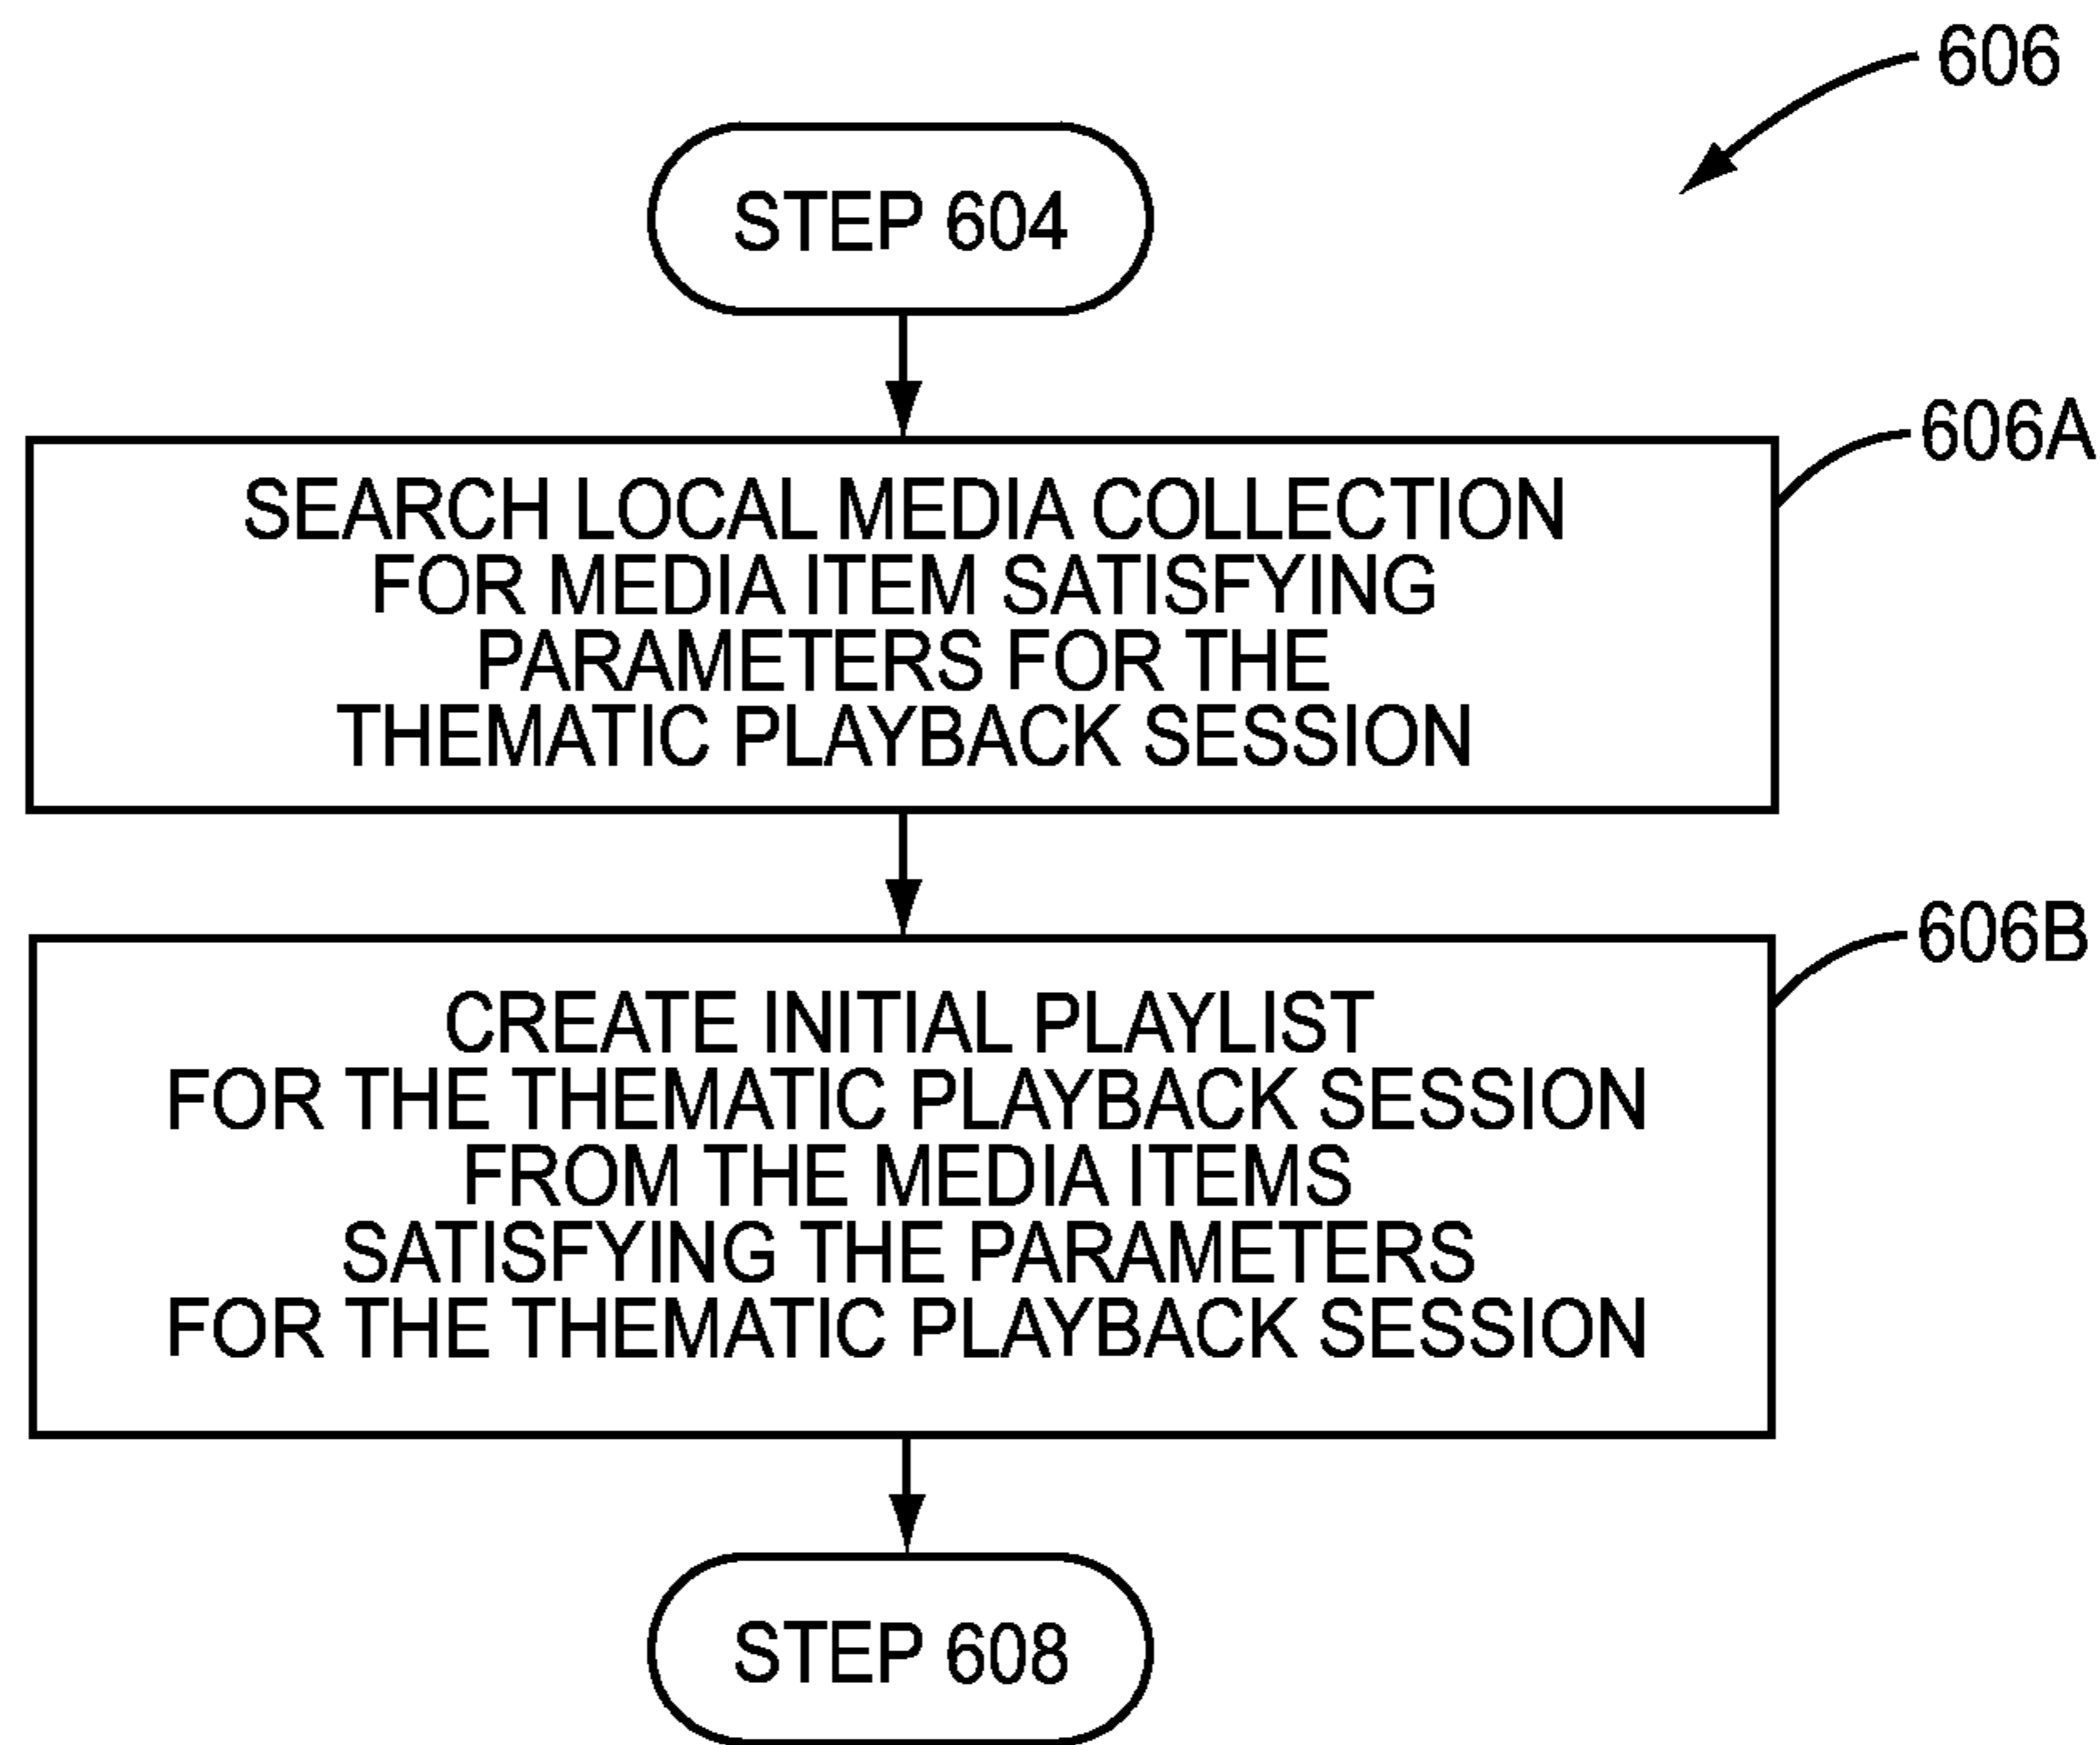 606
STEP 604
606A
SEARCH LOCAL MEDIA COLLECTION
FOR MEDIA ITEM SATISFYING
PARAMETERS FOR THE
THEMATIC PLAYBACK SESSION
606B
CREATE INITIAL PLAYLIST
FOR THE THEMATIC PLAYBACK SESSION
FROM THE MEDIA ITEMS
SATISFYING THE PARAMETERS
FOR THE THEMATIC PLAYBACK SESSION
STEP 608